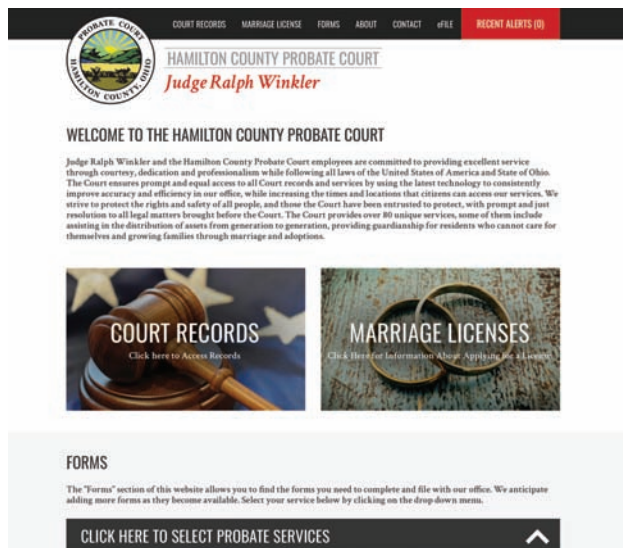 COURT RECORDS MARRIAGE LICENSE FORMS ABOUT CONTACT eFILE RECENT ALERTS (0)
PROBATE COURT
HAMILTON COUNTY, OHIO
HAMILTON COUNTY PROBATE COURT
Judge Ralph Winkler
WELCOME TO THE HAMILTON COUNTY PROBATE COURT
Judge Ralph Winkler and the Hamilton County Probate Court employees are committed to providing excellent service
through courtesy, dedication and professionalism while following all laws of the United States of America and State of Ohio.
The Court ensures prompt and equal access to all Court records and services by using the latest technology to consistently
improve accuracy and efficiency in our office, while increasing the times and locations that citizens can access our services. We
strive to protect the rights and safety of all people, and those the Court have been entrusted to protect, with prompt and just
resolution to all legal matters brought before the Court. The Court provides over 80 unique services, some of them include
assisting in the distribution of assets from generation to generation, providing guardianship for residents who cannot care for
themselves and growing families through marriage and adoptions.
COURT RECORDS
Click here to Access Records
MARRIAGE LICENSES
Click Here for Information About Applying for a License
FORMS
The "Forms" section of this website allows you to find the forms you need to complete and file with our office. We anticipate
adding more forms as they become available. Select your service below by clicking on the drop down menu.
CLICK HERE TO SELECT PROBATE SERVICES